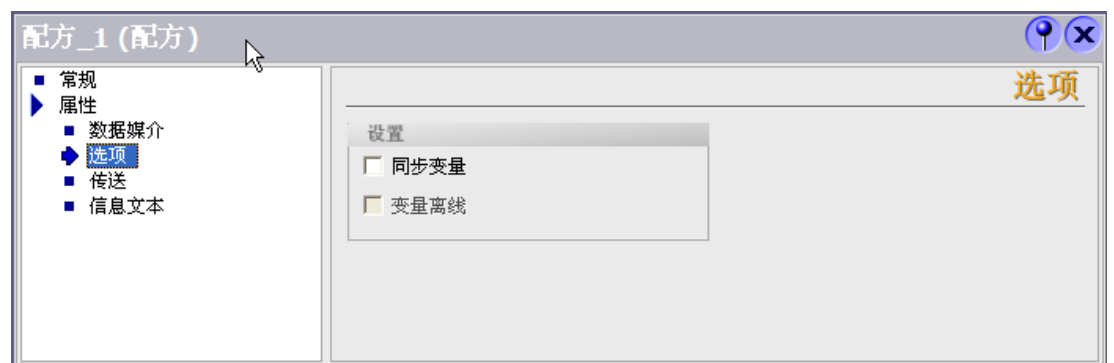 配方_1 (配方)
常规
属性
数据媒介
选项
传送
信息文本
选项
设置
同步变量
变量离线